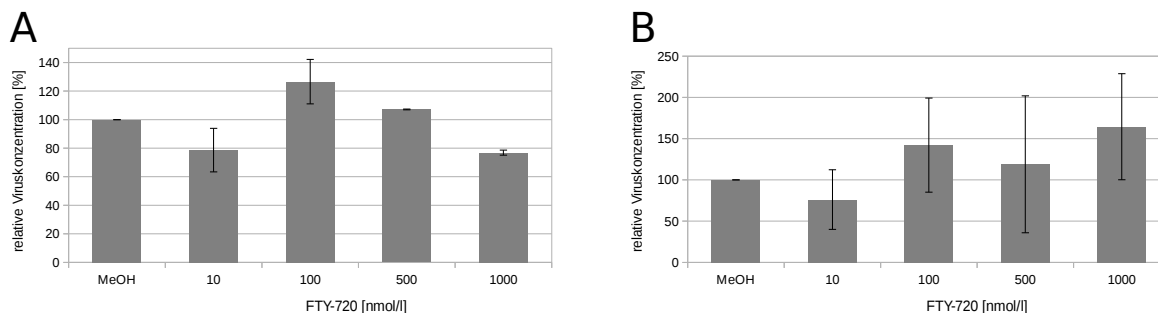 A
relative Viruskonzentration [%]
140
120
100
80
60
40
20
0
MeOH 10 100 500 1000
FTY-720 [nmol/l]
B
relative Viruskonzentration [%]
250
200
150
100
50
0
MeOH 10 100 500 1000
FTY-720 [nmol/l]